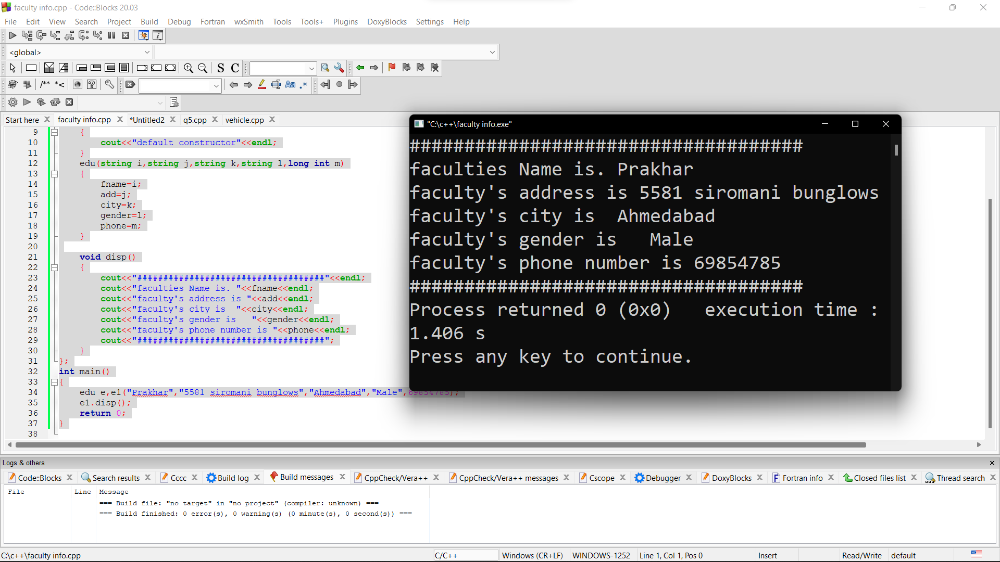 faculty info.cpp - Code::Blocks 20.03
File Edit View Search Project Build Debug Fortran wxSmith Tools Tools+ Plugins DoxyBlocks Settings Help
<global>
S C
/** *<
Aa .*
Start here faculty info.cpp *Untitled2 q5.cpp vehicle.cpp
9 {
10 cout<<"default constructor"<<endl;
11 }
12 edu(string i,string j,string k,string l,long int m)
13 {
14 fname=i;
15 add=j;
16 city=k;
17 gender=l;
18 phone=m;
19 }
20
21 void disp()
22 {
23 cout<<"####################################"<<endl;
24 cout<<"faculties Name is. "<<fname<<endl;
25 cout<<"faculty's address is "<<add<<endl;
26 cout<<"faculty's city is  "<<city<<endl;
27 cout<<"faculty's gender is   "<<gender<<endl;
28 cout<<"faculty's phone number is "<<phone<<endl;
29 cout<<"####################################";
30 }
31 };
32 int main()
33 {
34 edu e,e1("Prakhar","5581 siromani bunglows","Ahmedabad","Male",69854785);
35 e1.disp();
36 return 0;
37 }
38
"C:\c++\faculty info.exe"
####################################
faculties Name is. Prakhar
faculty's address is 5581 siromani bunglows
faculty's city is  Ahmedabad
faculty's gender is   Male
faculty's phone number is 69854785
####################################
Process returned 0 (0x0)   execution time :
1.406 s
Press any key to continue.
Logs & others
Code::Blocks Search results Cccc Build log Build messages CppCheck/Vera++ CppCheck/Vera++ messages Cscope Debugger DoxyBlocks Fortran info Closed files list Thread search
File Line Message
=== Build file: "no target" in "no project" (compiler: unknown) ===
=== Build finished: 0 error(s), 0 warning(s) (0 minute(s), 0 second(s)) ===
C:\c++\faculty info.cpp C/C++ Windows (CR+LF) WINDOWS-1252 Line 1, Col 1, Pos 0 Insert Read/Write default